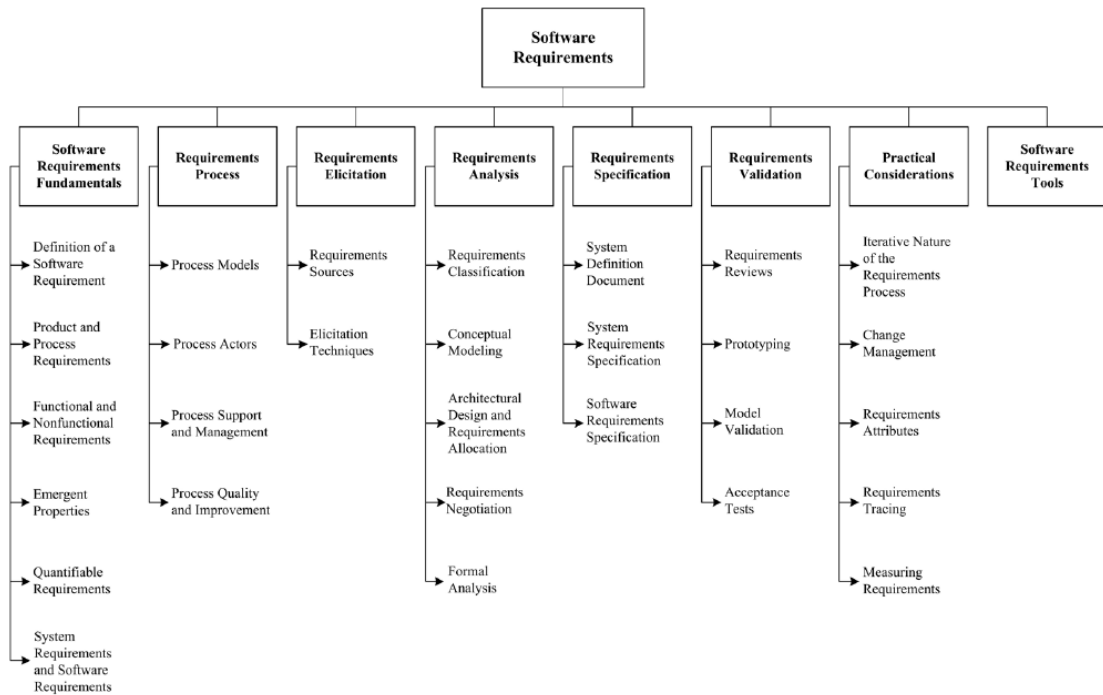 Software
Requirements
Software
Requirements
Fundamentals
Requirements
Process
Requirements
Elicitation
Requirements
Analysis
Requirements
Specification
Requirements
Validation
Practical
Considerations
Software
Requirements
Tools
Definition of a
Software
Requirement
Product and
Process
Requirements
Functional and
Nonfunctional
Requirements
Emergent
Properties
Quantifiable
Requirements
System
Requirements
and Software
Requirements
Process Models
Process Actors
Process Support
and Management
Process Quality
and Improvement
Requirements
Sources
Elicitation
Techniques
Requirements
Classification
Conceptual
Modeling
Architectural
Design and
Requirements
Allocation
Requirements
Negotiation
Formal
Analysis
System
Definition
Document
System
Requirements
Specification
Software
Requirements
Specification
Requirements
Reviews
Prototyping
Model
Validation
Acceptance
Tests
Iterative Nature
of the
Requirements
Process
Change
Management
Requirements
Attributes
Requirements
Tracing
Measuring
Requirements